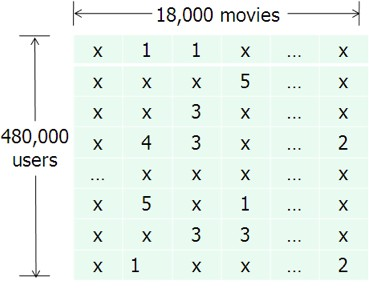 18,000 movies
480,000
users
x 1 1 x ... x
x x x 5 ... x
x x 3 x ... x
x 4 3 x ... 2
... x x x x x
x 5 x 1 ... x
x x 3 3 ... x
x 1 x x ... 2